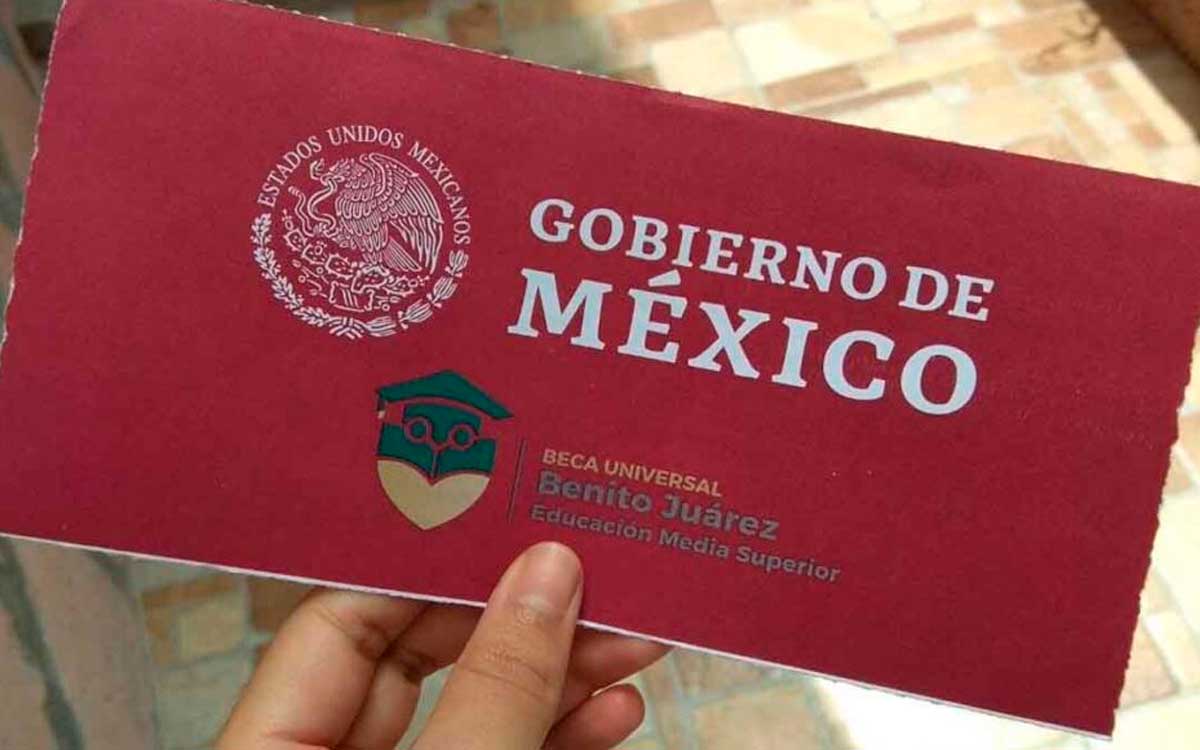 ESTADOS UNIDOS MEXICANOS
GOBIERNO DE
MÉXICO
BECA UNIVERSAL
Benito Juárez
Educación Media Superior